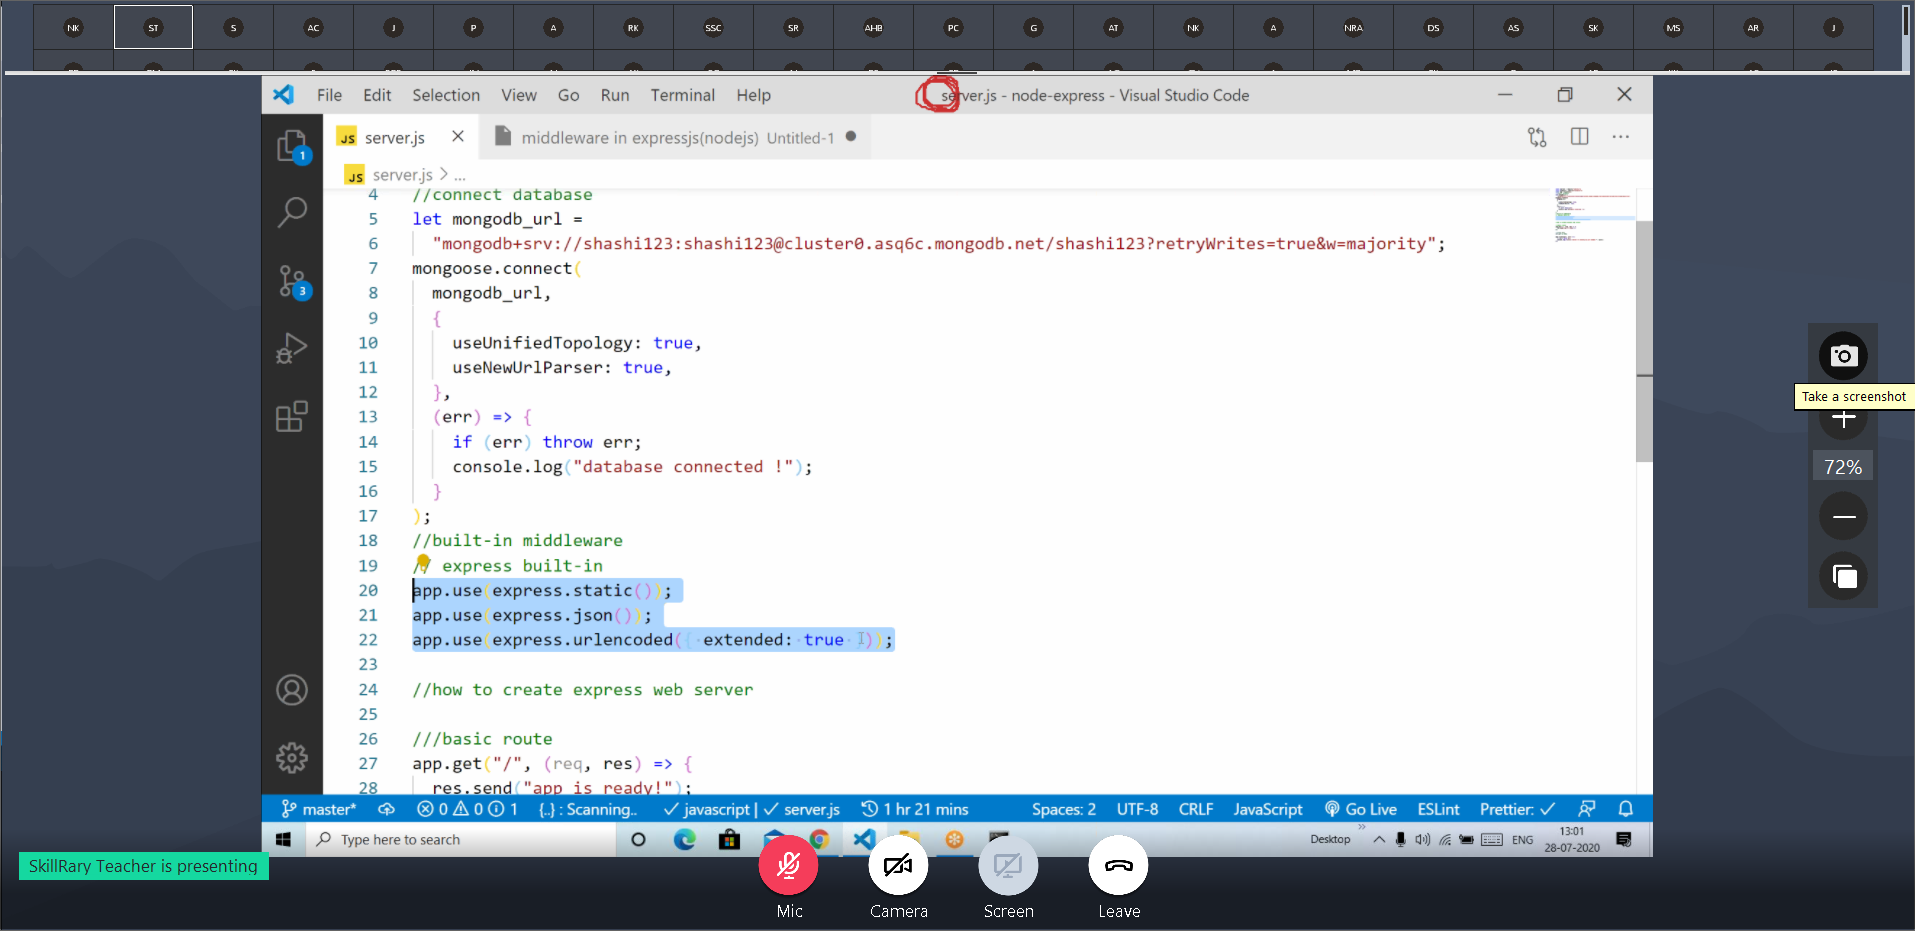 NK ST S AC J P A RK SSC SR AHB PC G AT NK A NRA DS AS SK MS AR J
File Edit Selection View Go Run Terminal Help
server.js - node-express - Visual Studio Code
JS server.js
middleware in expressjs(nodejs) Untitled-1
JS server.js > ...
4 //connect database
5 let mongodb_url =
6 "mongodb+srv://shashi123:shashi123@cluster0.asq6c.mongodb.net/shashi123?retryWrites=true&w=majority";
7 mongoose.connect(
8 mongodb_url,
9 {
10 useUnifiedTopology: true,
11 useNewUrlParser: true,
12 },
13 (err) => {
14 if (err) throw err;
15 console.log("database connected !");
16 }
17 );
18 //built-in middleware
19 // express built-in
20 app.use(express.static());
21 app.use(express.json());
22 app.use(express.urlencoded({ extended: true }));
23
24 //how to create express web server
25
26 ///basic route
27 app.get("/", (req, res) => {
28 res.send("app is ready!");
1
3
Take a screenshot
72%
master* 0 0 1 {..} : Scanning.. javascript | server.js 1 hr 21 mins Spaces: 2 UTF-8 CRLF JavaScript Go Live ESLint Prettier:
Type here to search
Desktop ENG 13:01
28-07-2020
SkillRary Teacher is presenting
Mic Camera Screen Leave